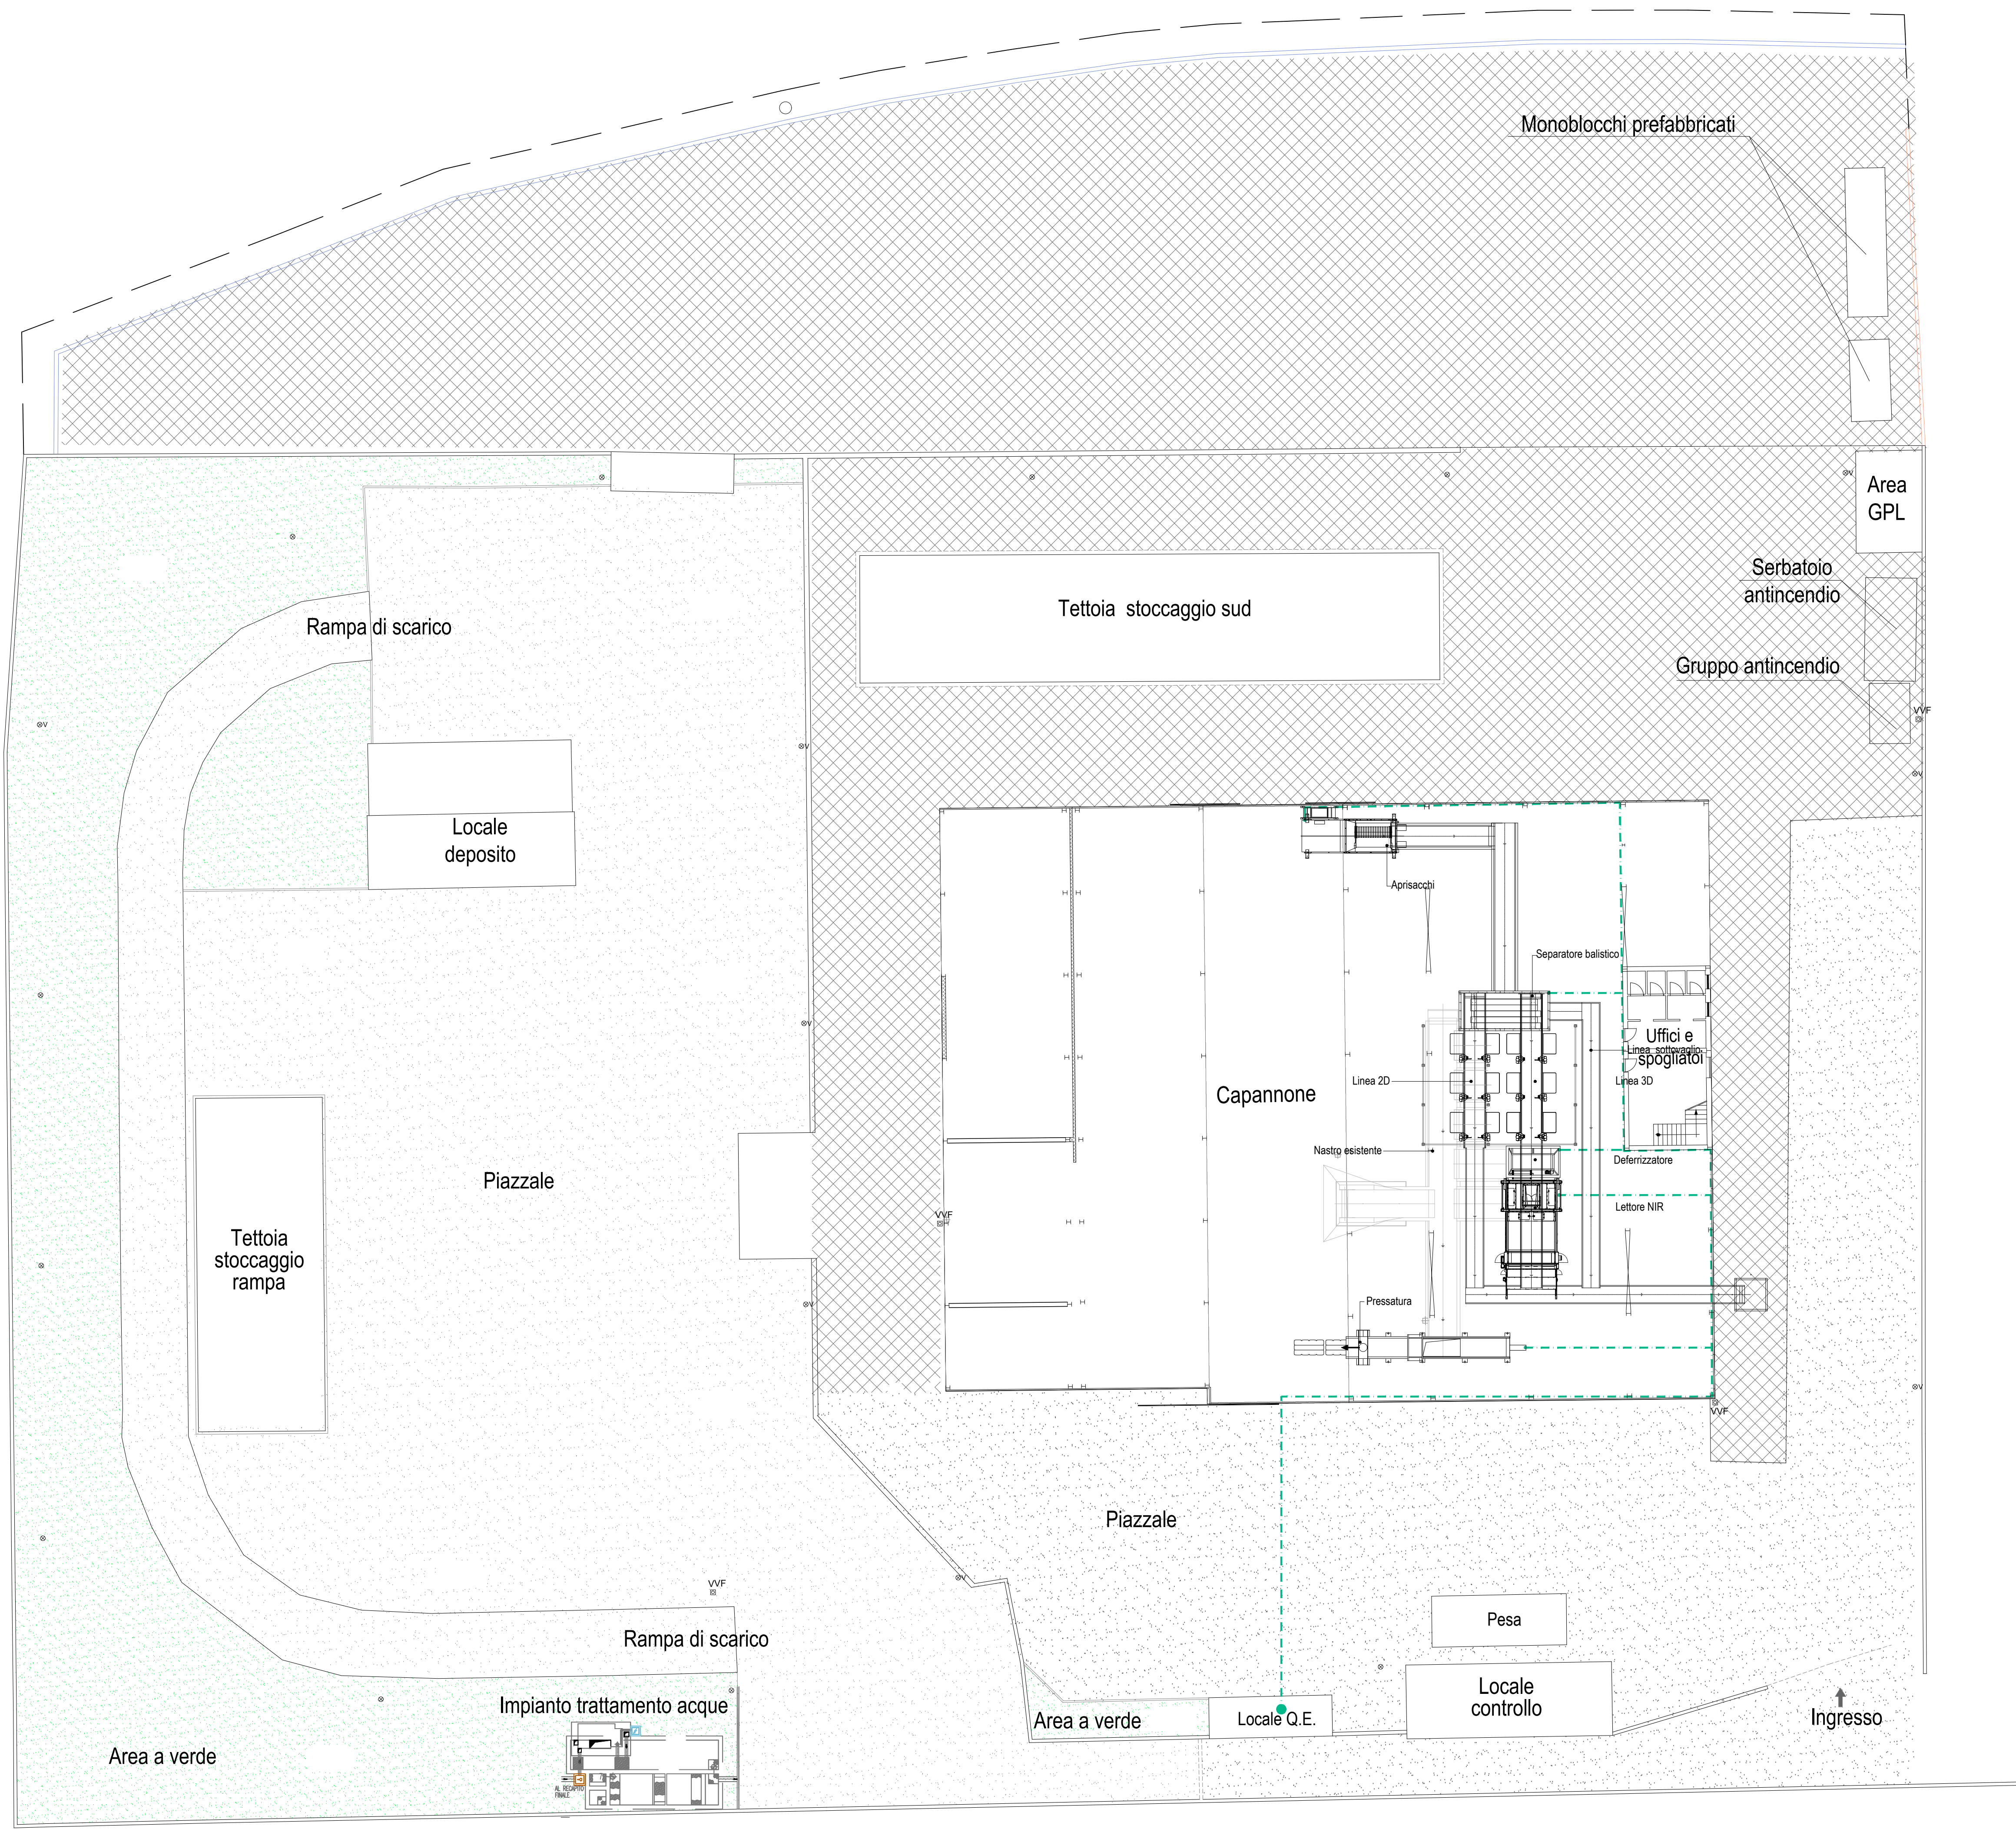 Monoblocchi prefabbricati
Area
GPL
Serbatoio
antincendio
Tettoia stoccaggio sud
Rampa di scarico
Gruppo antincendio
V
V
V
VVF
V
Locale
deposito
Aprisacchi
Separatore balistico
V
Uffici e
spogliatoi
Linea sottovaglio
Linea 2D
Linea 3D
Capannone
Nastro esistente
Deferrizzatore
Piazzale
Lettore NIR
VVF
Tettoia
stoccaggio
rampa
Pressatura
V
V
VVF
Piazzale
V
VVF
Pesa
Rampa di scarico
Locale
controllo
Impianto trattamento acque
Area a verde
Locale Q.E.
Ingresso
Area a verde
AL RECAPITO
FINALE